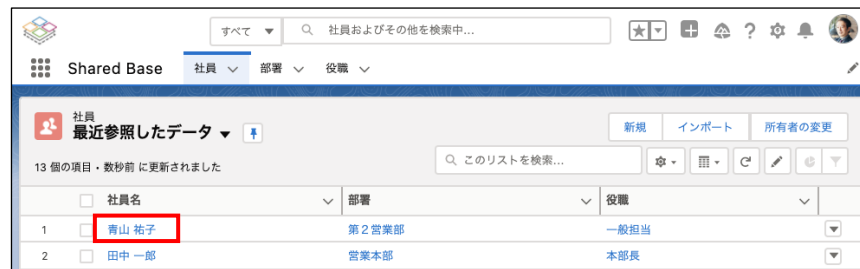 すべて 社員およびその他を検索中...
Shared Base 社員 部署 役職
社員
最近参照したデータ
新規 インポート 所有者の変更
13 個の項目・数秒前 に更新されました このリストを検索...
社員名 部署 役職
1 青山 祐子 第２営業部 一般担当
2 田中 一郎 営業本部 本部長